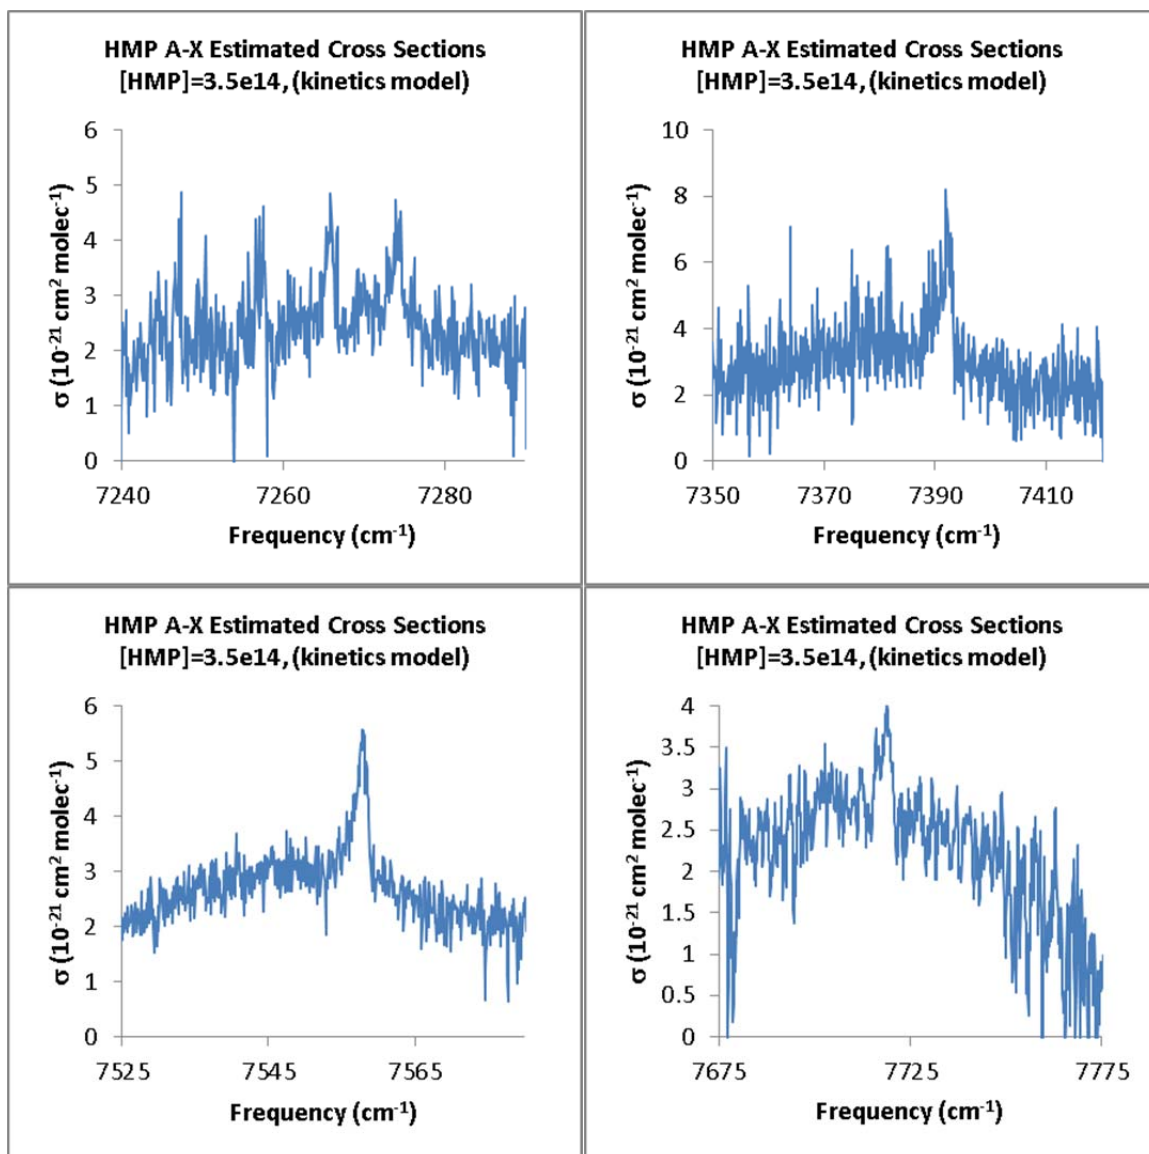 HMP A-X Estimated Cross Sections
[HMP]=3.5e14, (kinetics model)
6
5
4
3
2
1
0
σ (10⁻²¹ cm² molec⁻¹)
7240 7260 7280
Frequency (cm⁻¹)
HMP A-X Estimated Cross Sections
[HMP]=3.5e14, (kinetics model)
10
8
6
4
2
0
σ (10⁻²¹ cm² molec⁻¹)
7350 7370 7390 7410
Frequency (cm⁻¹)
HMP A-X Estimated Cross Sections
[HMP]=3.5e14, (kinetics model)
6
5
4
3
2
1
0
σ (10⁻²¹ cm² molec⁻¹)
7525 7545 7565
Frequency (cm⁻¹)
HMP A-X Estimated Cross Sections
[HMP]=3.5e14, (kinetics model)
4
3.5
3
2.5
2
1.5
1
0.5
0
σ (10⁻²¹ cm² molec⁻¹)
7675 7725 7775
Frequency (cm⁻¹)